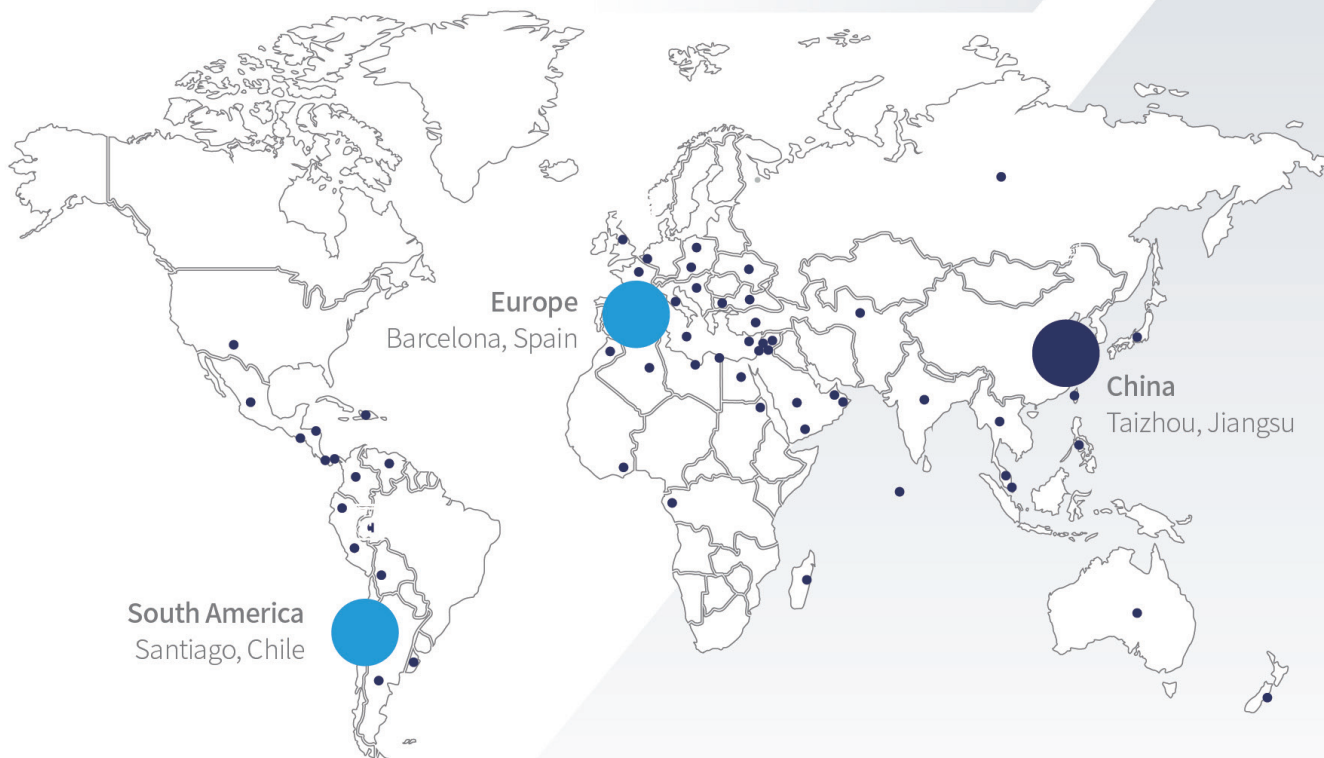 Europe
Barcelona, Spain
China
Taizhou, Jiangsu
South America
Santiago, Chile